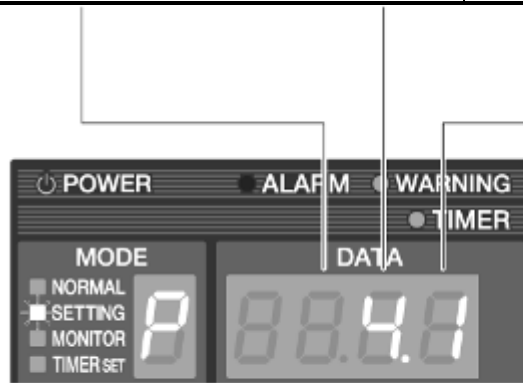 POWER ALARM WARNING
TIMER
MODE DATA
NORMAL
SETTING
MONITOR
TIMER SET
P 4.1